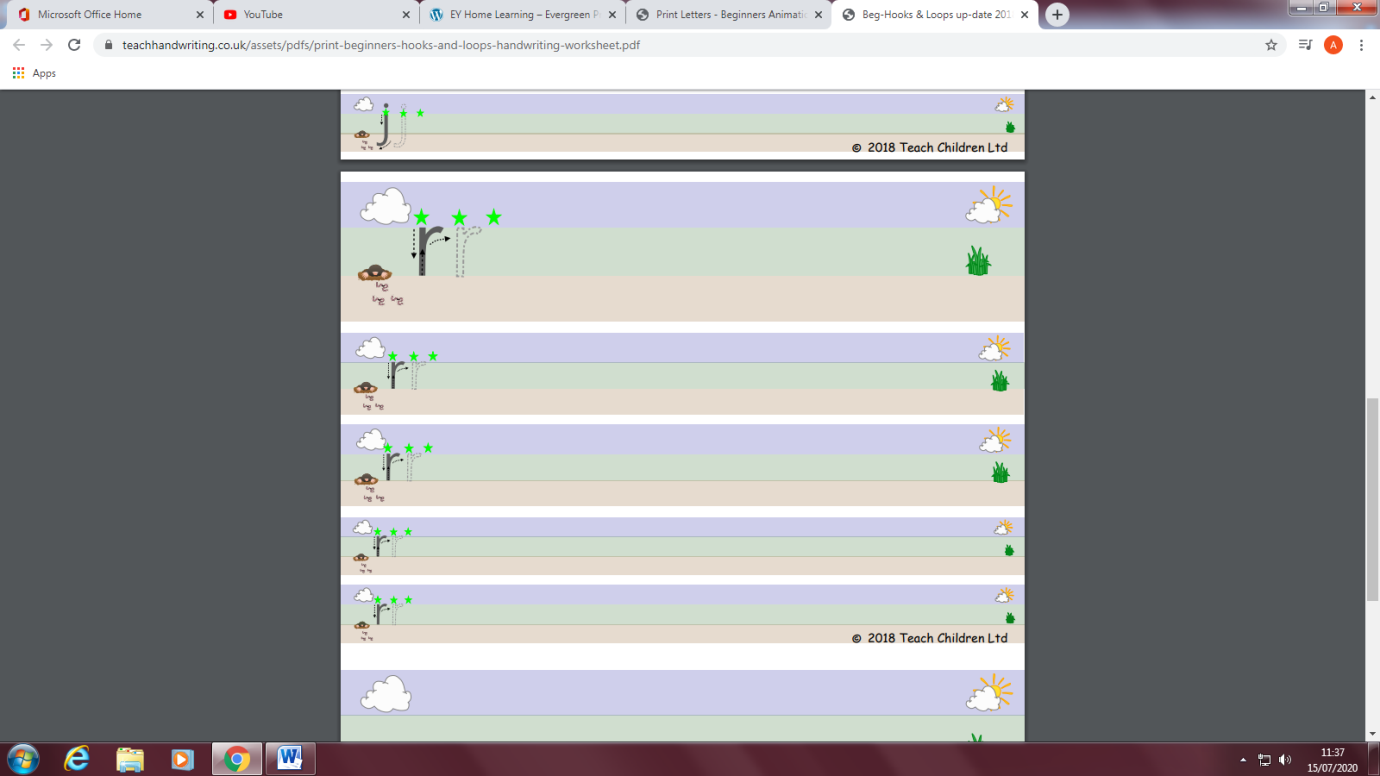 Microsoft Office Home
YouTube
EY Home Learning – Evergreen P
Print Letters - Beginners Animatic
Beg-Hooks & Loops up-date 201
teachhandwriting.co.uk/assets/pdfs/print-beginners-hooks-and-loops-handwriting-worksheet.pdf
A
Apps
j j
© 2018 Teach Children Ltd
r r
r r
r r
r r
r r
© 2018 Teach Children Ltd
11:37
15/07/2020